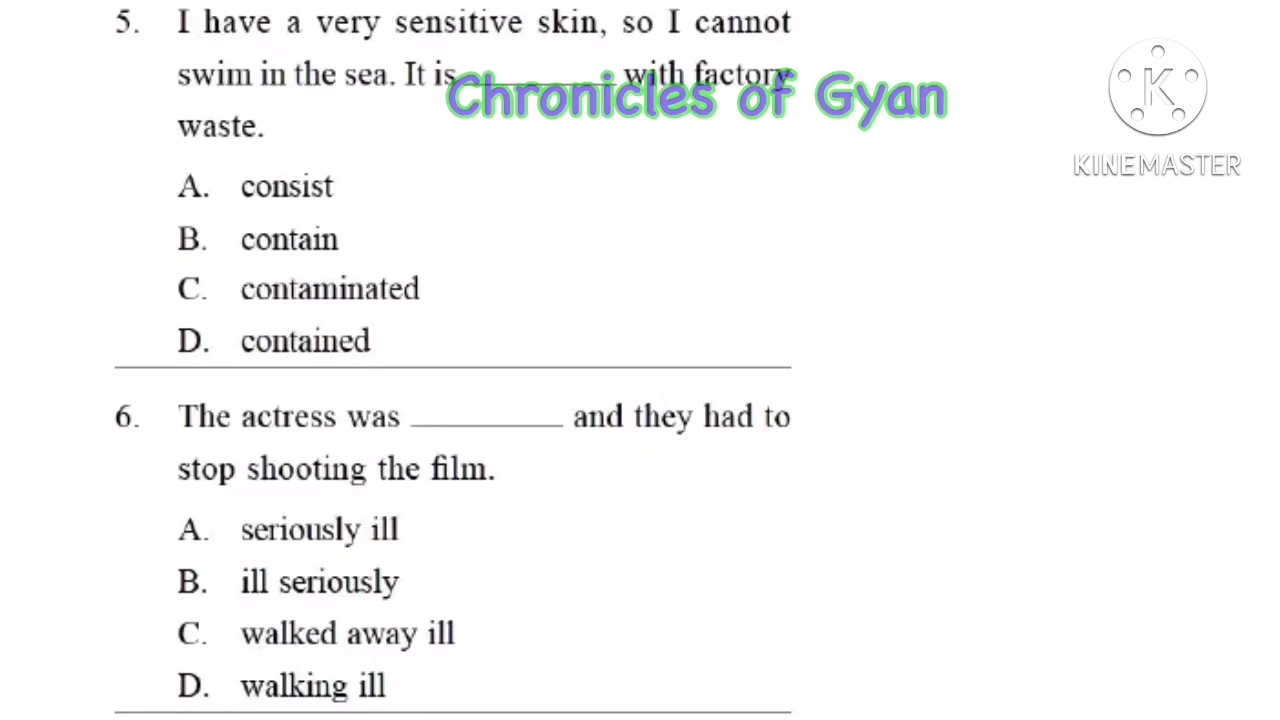 5. I have a very sensitive skin, so I cannot
swim in the sea. It is __________ with factory
Chronicles of Gyan
waste.
K
KINEMASTER
A. consist
B. contain
C. contaminated
D. contained
6. The actress was __________ and they had to
stop shooting the film.
A. seriously ill
B. ill seriously
C. walked away ill
D. walking ill